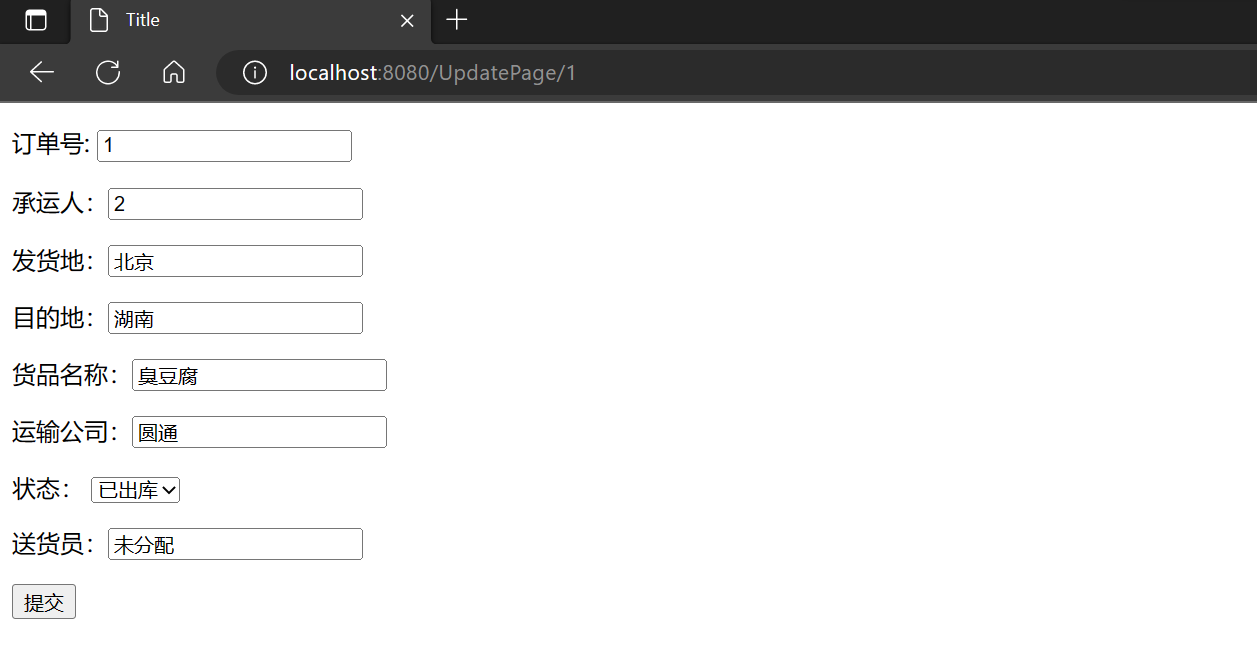 Title
localhost:8080/UpdatePage/1
订单号: 1
承运人： 2
发货地： 北京
目的地： 湖南
货品名称： 臭豆腐
运输公司： 圆通
状态： 已出库
送货员： 未分配
提交